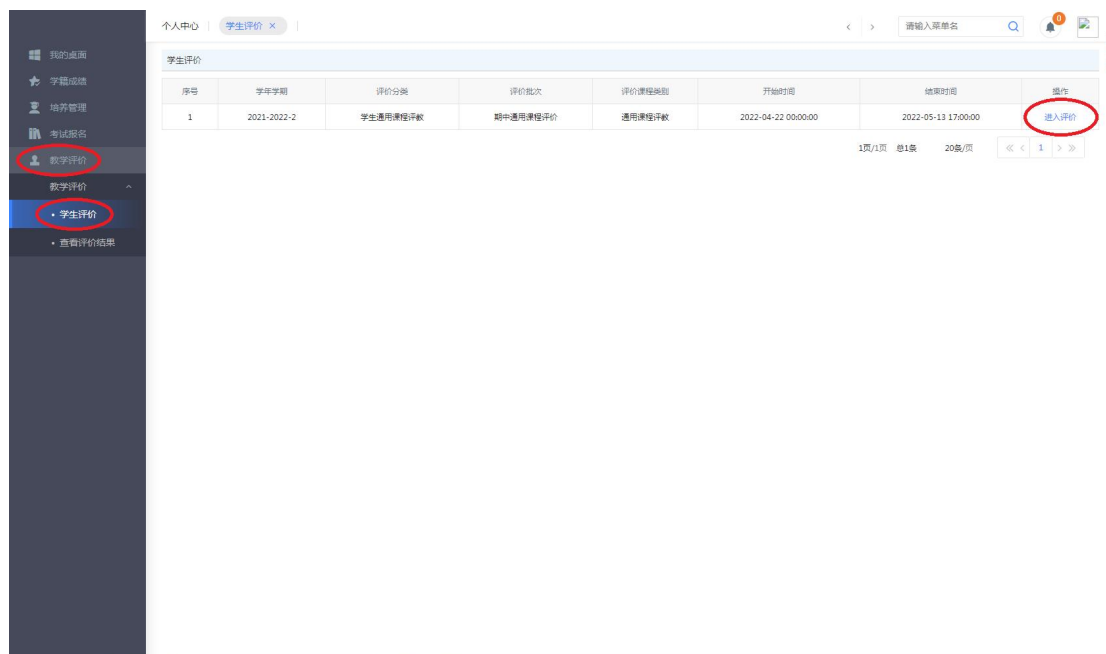 个人中心 学生评价 × 请输入菜单名 0
我的桌面
学籍成绩
培养管理
考试报名
教学评价
教学评价
• 学生评价
• 查看评价结果
学生评价
序号 学年学期 评价分类 评价批次 评价课程类别 开始时间 结束时间 操作
1 2021-2022-2 学生通用课程评教 期中通用课程评价 通用课程评教 2022-04-22 00:00:00 2022-05-13 17:00:00 进入评价
1页/1页 总1条 20条/页 « < 1 > »